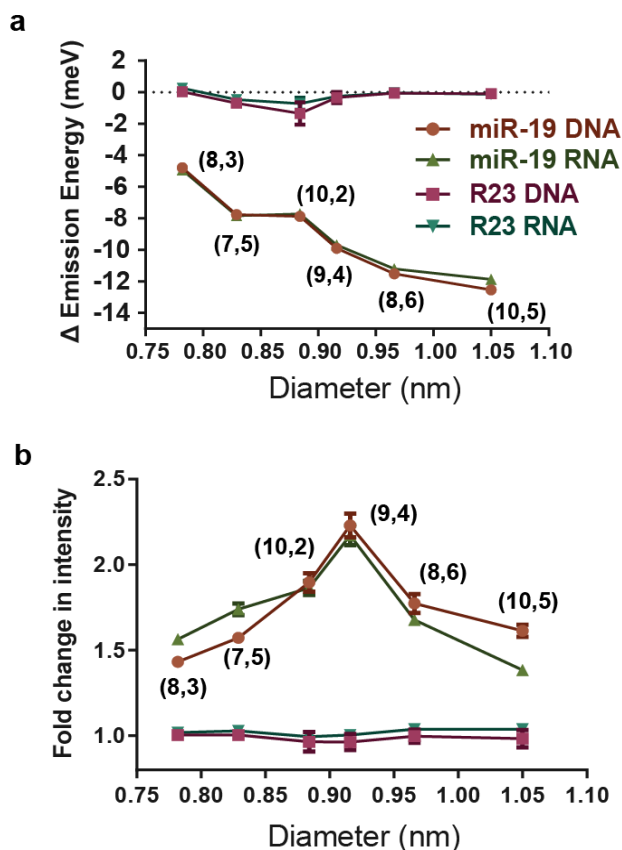 a
Δ Emission Energy (meV)
2
0
-2
-4
-6
-8
-10
-12
-14
miR-19 DNA
miR-19 RNA
R23 DNA
R23 RNA
(8,3)
(7,5)
(10,2)
(9,4)
(8,6)
(10,5)
0.75 0.80 0.85 0.90 0.95 1.00 1.05 1.10
Diameter (nm)
b
Fold change in intensity
2.5
2.0
1.5
1.0
(9,4)
(10,2)
(8,6)
(10,5)
(7,5)
(8,3)
0.75 0.80 0.85 0.90 0.95 1.00 1.05 1.10
Diameter (nm)